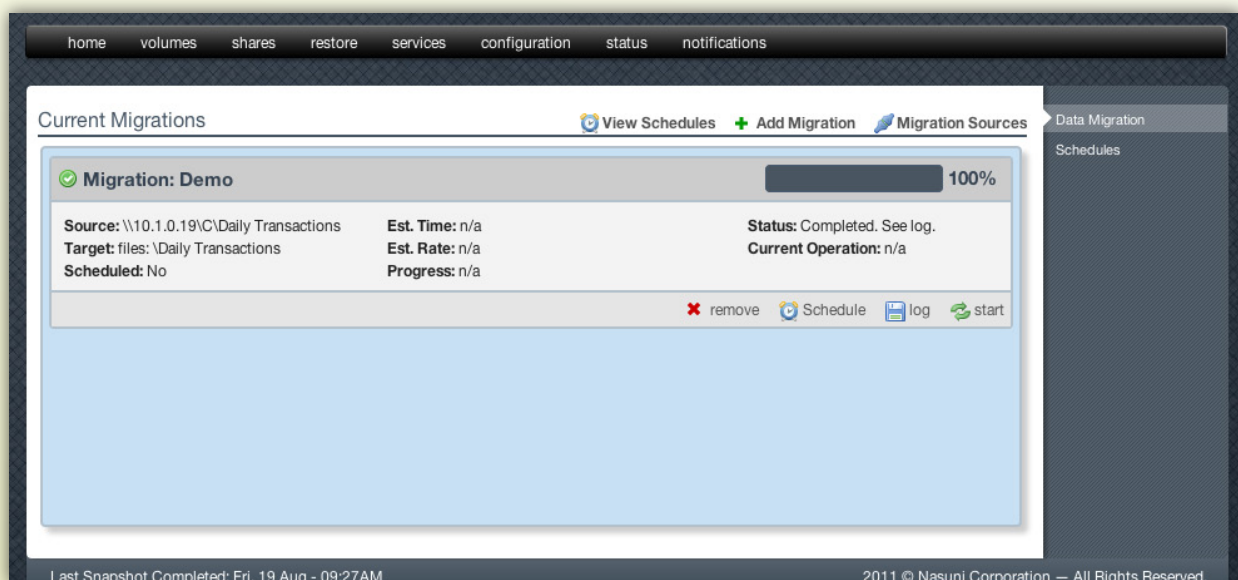 home volumes shares restore services configuration status notifications
Current Migrations View Schedules Add Migration Migration Sources
Data Migration
Schedules
Migration: Demo 100%
Source: \\10.1.0.19\C\Daily Transactions Est. Time: n/a Status: Completed. See log.
Target: files: \Daily Transactions Est. Rate: n/a Current Operation: n/a
Scheduled: No Progress: n/a
remove Schedule log start
Last Snapshot Completed: Fri, 19 Aug - 09:27AM 2011 © Nasuni Corporation — All Rights Reserved